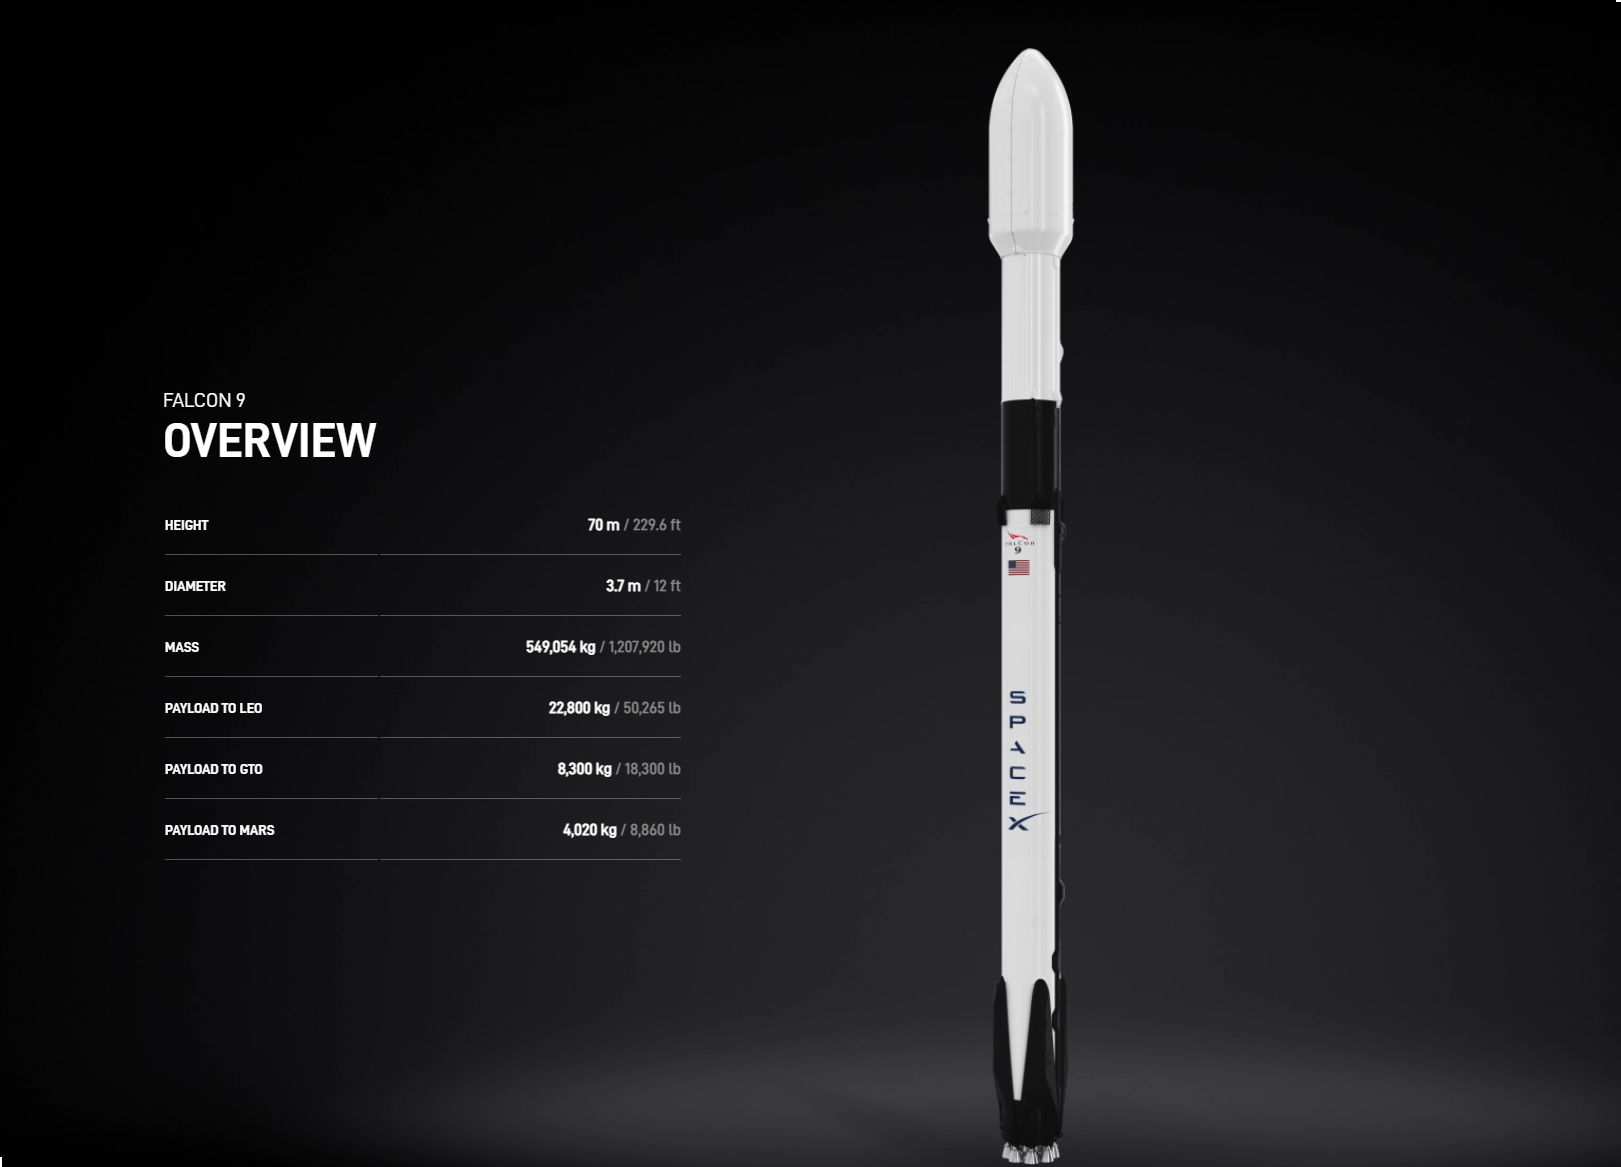 FALCON 9
OVERVIEW
HEIGHT 70 m / 229.6 ft
DIAMETER 3.7 m / 12 ft
MASS 549,054 kg / 1,207,920 lb
PAYLOAD TO LEO 22,800 kg / 50,265 lb
PAYLOAD TO GTO 8,300 kg / 18,300 lb
PAYLOAD TO MARS 4,020 kg / 8,860 lb
FALCON
9
SPACEX